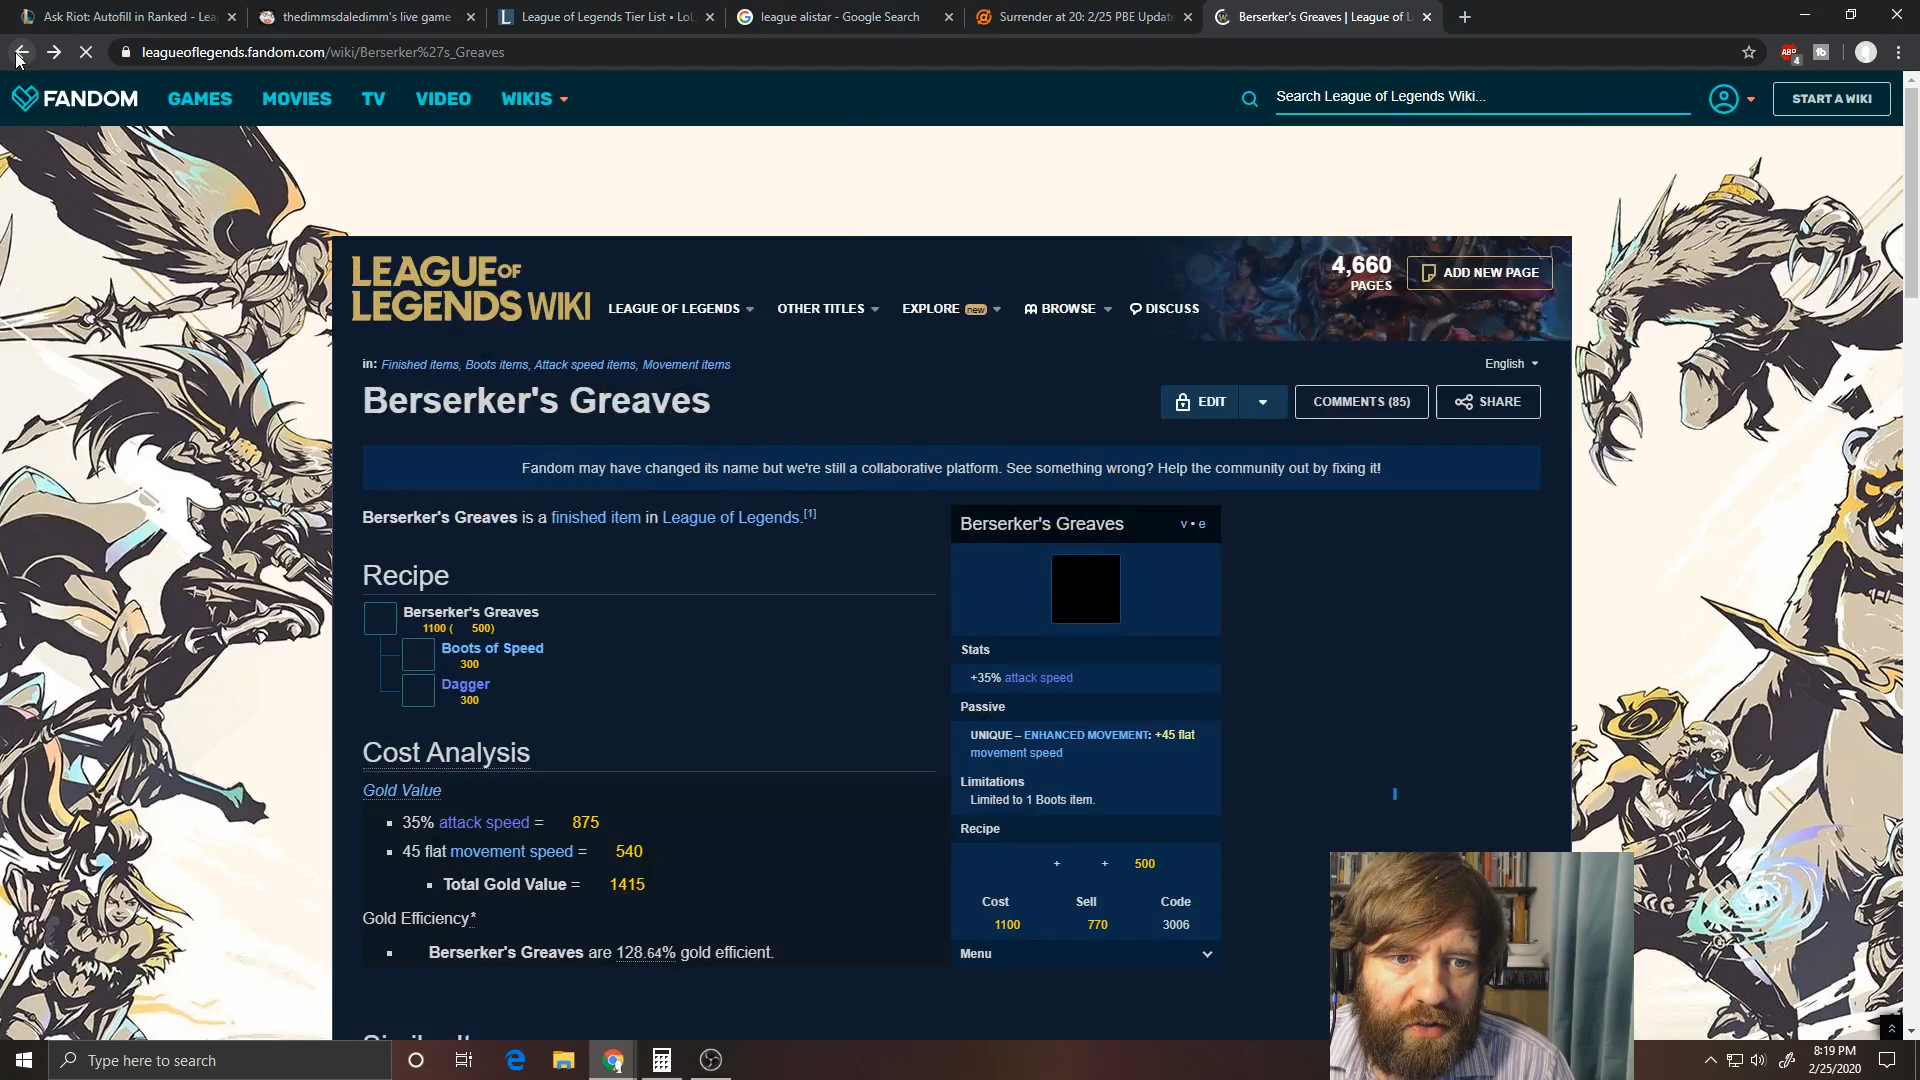 Ask Riot: Autofill in Ranked - Lea
thedimmsdaledimm's live game
League of Legends Tier List • LoL
league alistar - Google Search
Surrender at 20: 2/25 PBE Update
Berserker's Greaves | League of L
leagueoflegends.fandom.com/wiki/Berserker%27s_Greaves
ABP
4
tb
FANDOM
GAMES
MOVIES
TV
VIDEO
WIKIS
Search League of Legends Wiki...
START A WIKI
LEAGUE OF
LEGENDS WIKI
LEAGUE OF LEGENDS
OTHER TITLES
EXPLORE new
BROWSE
DISCUSS
4,660
PAGES
ADD NEW PAGE
in: Finished items, Boots items, Attack speed items, Movement items
English
Berserker's Greaves
EDIT
COMMENTS (85)
SHARE
Fandom may have changed its name but we're still a collaborative platform. See something wrong? Help the community out by fixing it!
Berserker's Greaves is a finished item in League of Legends.[1]
Recipe
Berserker's Greaves
1100 ( 500)
Boots of Speed
300
Dagger
300
Cost Analysis
Gold Value
35% attack speed = 875
45 flat movement speed = 540
Total Gold Value = 1415
Gold Efficiency*
Berserker's Greaves are 128.64% gold efficient.
Berserker's Greaves
v • e
Stats
+35% attack speed
Passive
UNIQUE – ENHANCED MOVEMENT: +45 flat
movement speed
Limitations
Limited to 1 Boots item.
Recipe
+ + 500
Cost Sell Code
1100 770 3006
Menu
Type here to search
8:19 PM
2/25/2020